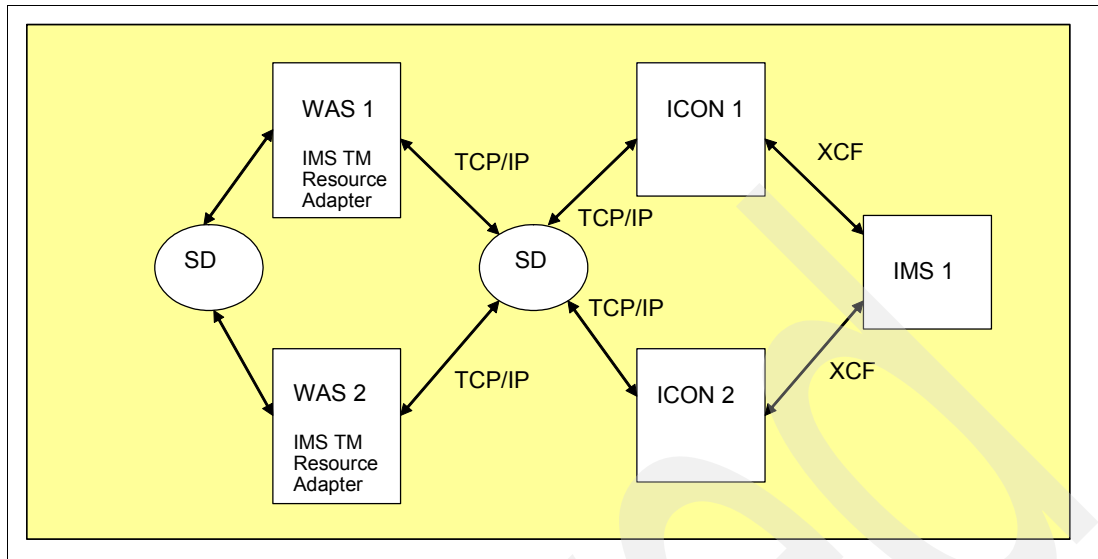 WAS 1
IMS TM
Resource
Adapter
ICON 1
TCP/IP
XCF
TCP/IP
SD
SD
IMS 1
TCP/IP
TCP/IP
XCF
WAS 2
IMS TM
Resource
Adapter
ICON 2